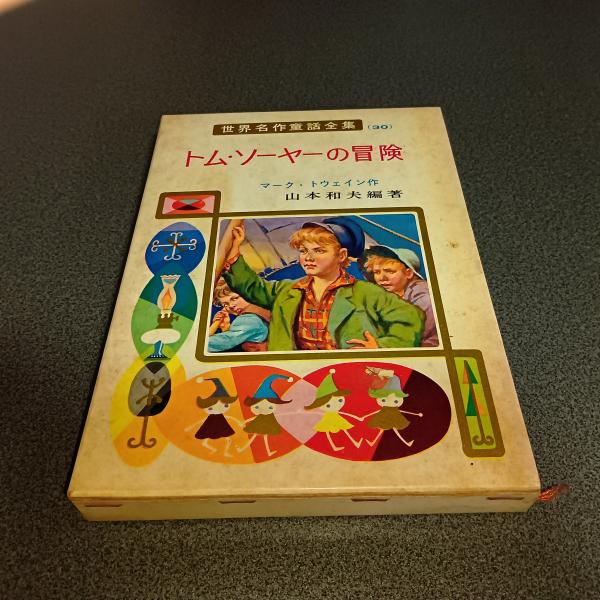 世界名作童話全集 (30)
トム・ソーヤーの冒険
マーク・トウェイン作
山本和夫編著